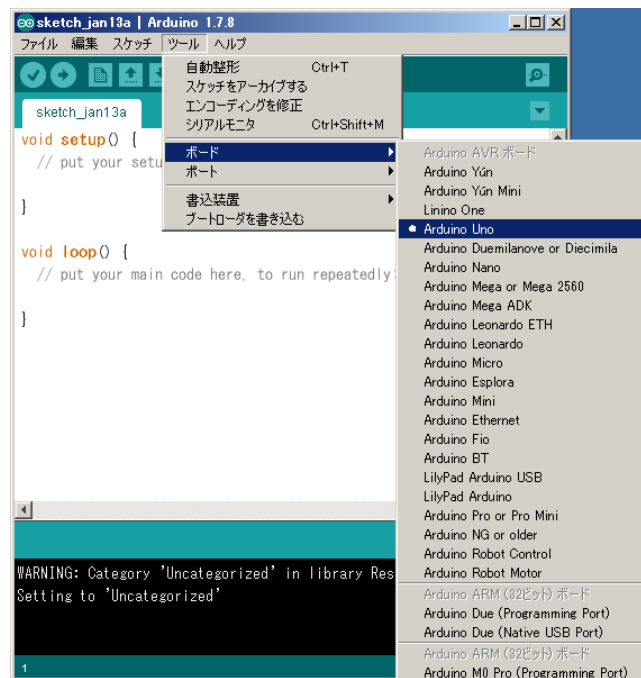 sketch_jan13a | Arduino 1.7.8
ファイル 編集 スケッチ ツール ヘルプ
自動整形 Ctrl+T
スケッチをアーカイブする
エンコーディングを修正
シリアルモニタ Ctrl+Shift+M
ボード
ポート
書込装置
ブートローダを書き込む
sketch_jan13a
void setup() {
// put your setu
}
void loop() {
// put your main code here, to run repeatedly:
}
Arduino AVR ボード
Arduino Yún
Arduino Yún Mini
Linino One
Arduino Uno
Arduino Duemilanove or Diecimila
Arduino Nano
Arduino Mega or Mega 2560
Arduino Mega ADK
Arduino Leonardo ETH
Arduino Leonardo
Arduino Micro
Arduino Esplora
Arduino Mini
Arduino Ethernet
Arduino Fio
Arduino BT
LilyPad Arduino USB
LilyPad Arduino
Arduino Pro or Pro Mini
Arduino NG or older
Arduino Robot Control
Arduino Robot Motor
Arduino ARM (32ビット) ボード
Arduino Due (Programming Port)
Arduino Due (Native USB Port)
Arduino ARM (32ビット) ボード
Arduino M0 Pro (Programming Port)
WARNING: Category 'Uncategorized' in library Res
Setting to 'Uncategorized'
1